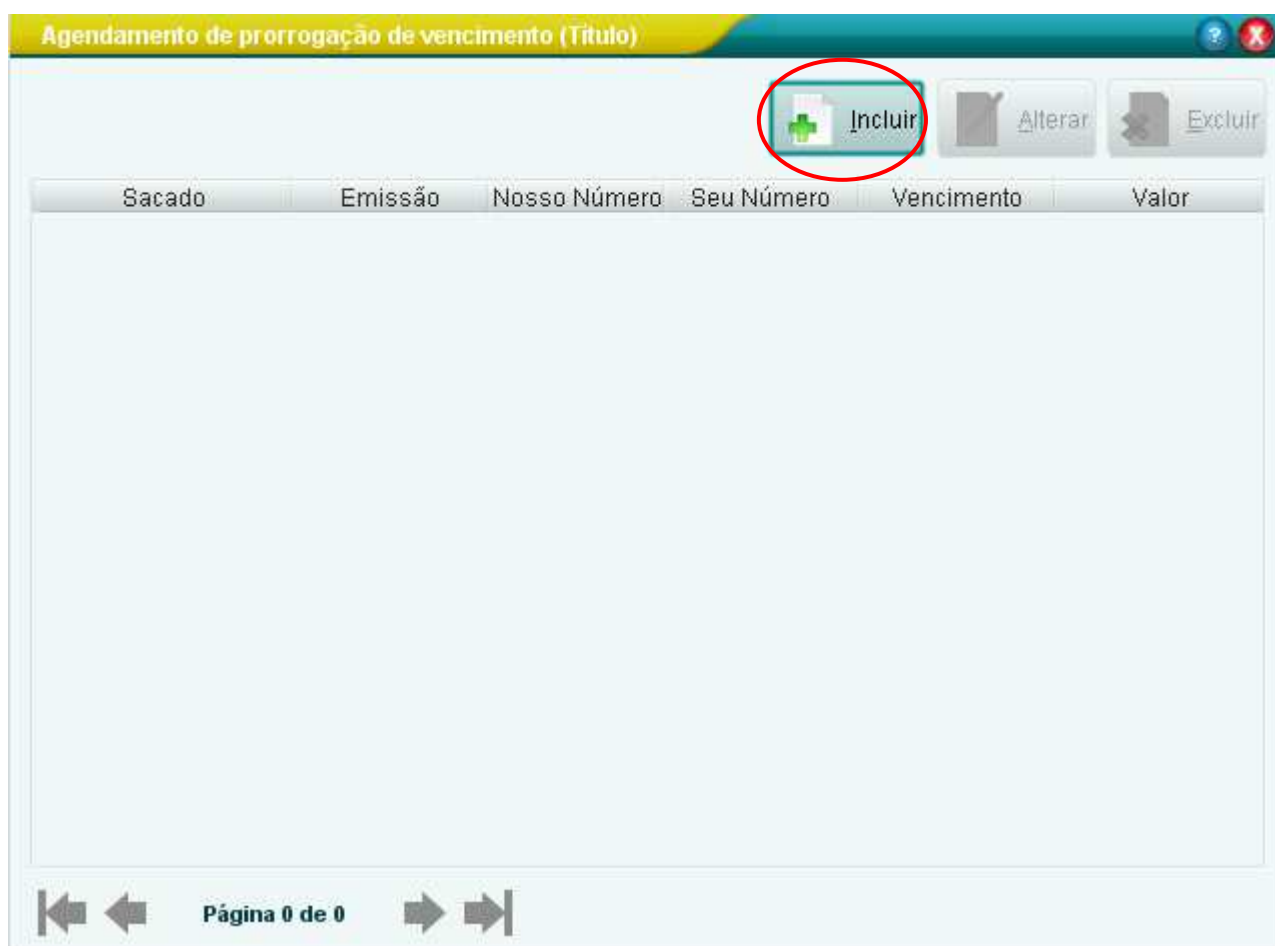 Agendamento de prorrogação de vencimento (Título)
Incluir Alterar Excluir
Sacado Emissão Nosso Número Seu Número Vencimento Valor
Página 0 de 0